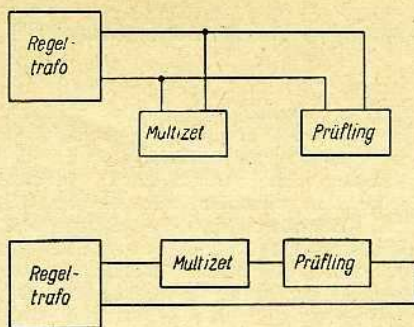 Regel-
trafo
Multizet
Prüfling
Regel-
trafo
Multizet
Prüfling